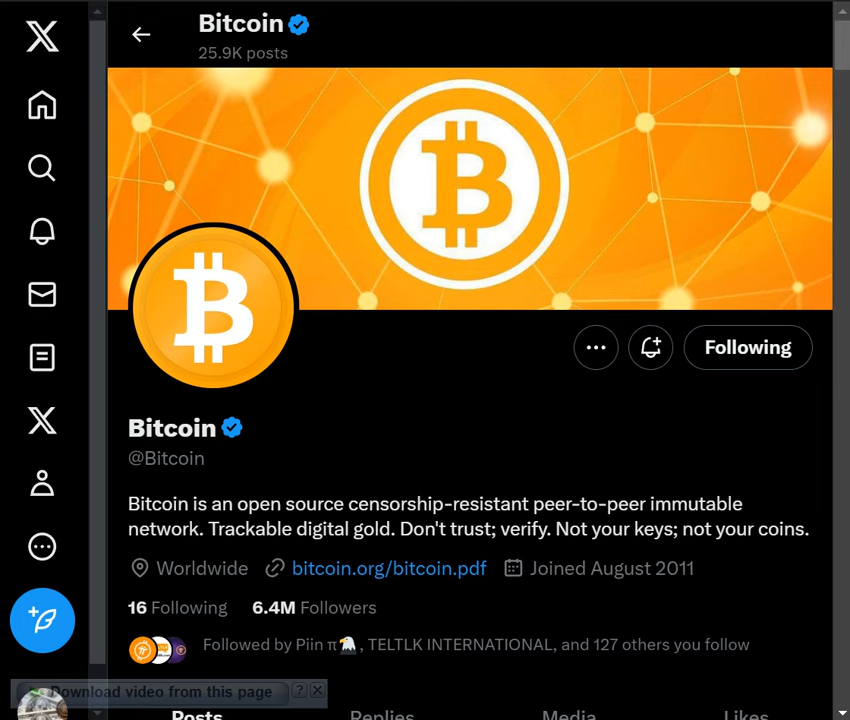 Bitcoin
25.9K posts
Following
Bitcoin
@Bitcoin
Bitcoin is an open source censorship-resistant peer-to-peer immutable
network. Trackable digital gold. Don't trust; verify. Not your keys; not your coins.
Worldwide bitcoin.org/bitcoin.pdf Joined August 2011
16 Following 6.4M Followers
Followed by Piin π🦅, TELTLK INTERNATIONAL, and 127 others you follow
Download video from this page ? X
Posts Replies Media Likes